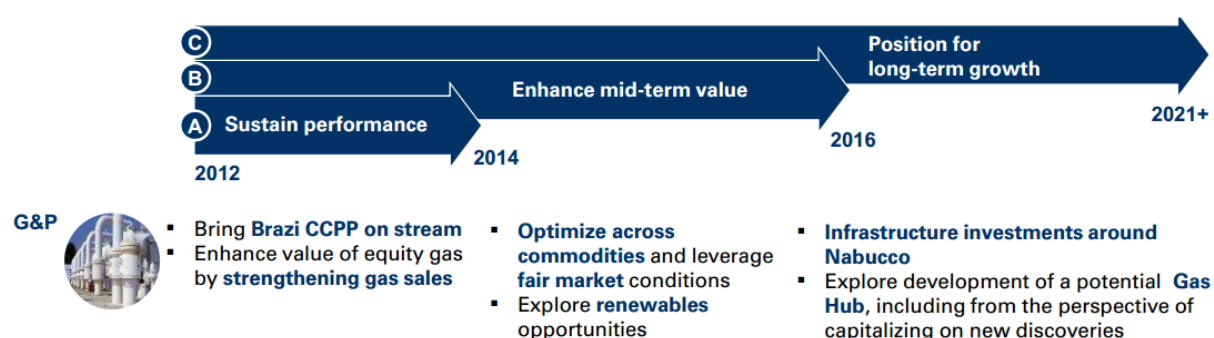 C
Position for
long-term growth
B
Enhance mid-term value
A
Sustain performance
2012
2014
2016
2021+
G&P
▪ Bring Brazi CCPP on stream
▪ Enhance value of equity gas
by strengthening gas sales
▪ Optimize across
commodities and leverage
fair market conditions
▪ Explore renewables
opportunities
▪ Infrastructure investments around
Nabucco
▪ Explore development of a potential Gas
Hub, including from the perspective of
capitalizing on new discoveries